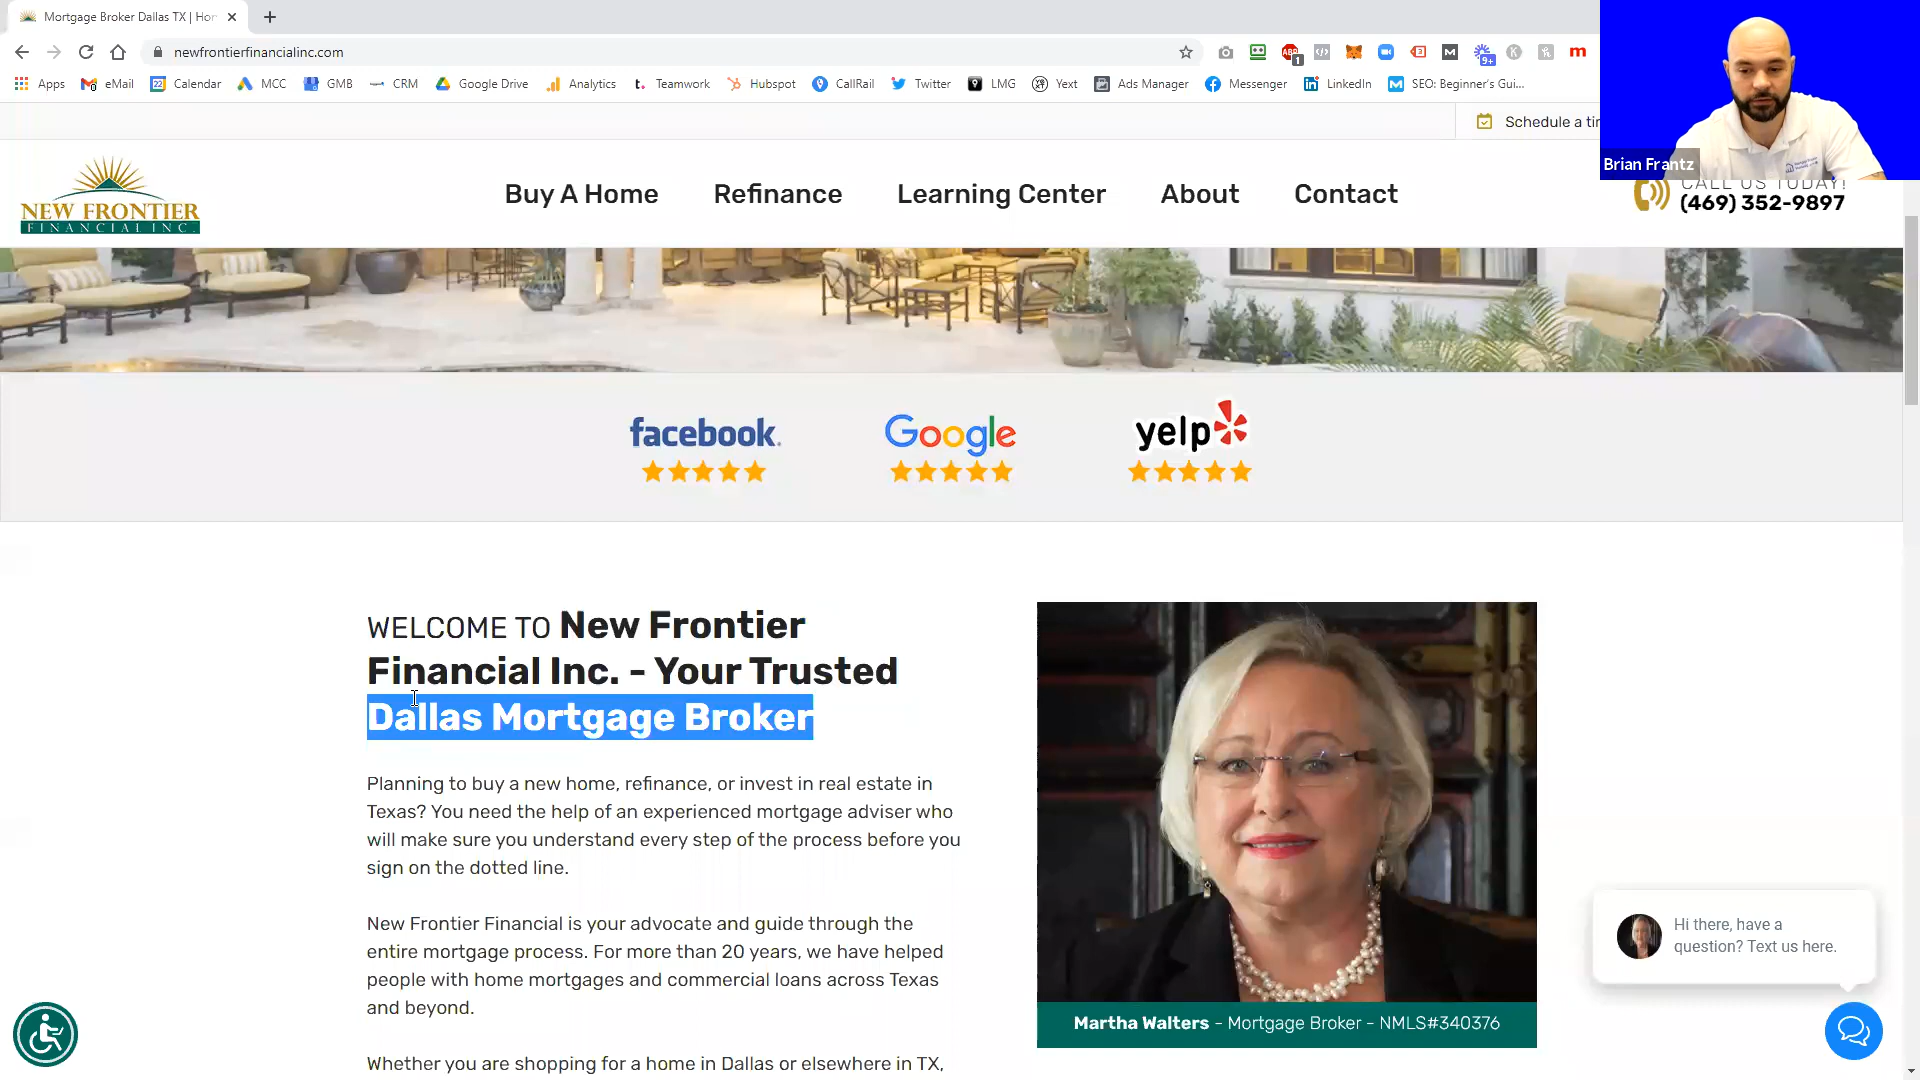 Mortgage Broker Dallas TX | Hor
newfrontierfinancialinc.com
Apps eMail Calendar MCC GMB CRM Google Drive Analytics Teamwork Hubspot CallRail Twitter LMG Yext Ads Manager Messenger LinkedIn SEO: Beginner's Gui...
Schedule a tir
Brian Frantz
NEW FRONTIER
FINANCIAL INC.
Buy A Home Refinance Learning Center About Contact
CALL US TODAY!
(469) 352-9897
facebook. Google yelp
WELCOME TO New Frontier
Financial Inc. - Your Trusted
Dallas Mortgage Broker
Planning to buy a new home, refinance, or invest in real estate in
Texas? You need the help of an experienced mortgage adviser who
will make sure you understand every step of the process before you
sign on the dotted line.
New Frontier Financial is your advocate and guide through the
entire mortgage process. For more than 20 years, we have helped
people with home mortgages and commercial loans across Texas
and beyond.
Whether you are shopping for a home in Dallas or elsewhere in TX,
Martha Walters - Mortgage Broker - NMLS#340376
Hi there, have a
question? Text us here.